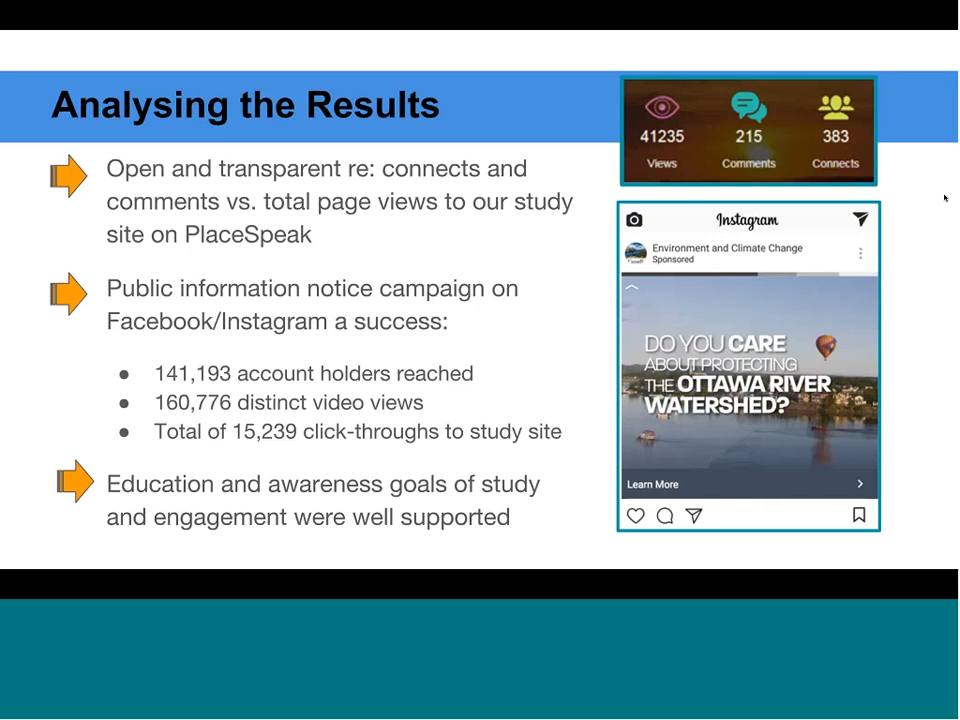 Analysing the Results
Open and transparent re: connects and
comments vs. total page views to our study
site on PlaceSpeak
Public information notice campaign on
Facebook/Instagram a success:
● 141,193 account holders reached
● 160,776 distinct video views
● Total of 15,239 click-throughs to study site
Education and awareness goals of study
and engagement were well supported
41235 215 383
Views Comments Connects
Instagram
Environment and Climate Change
Sponsored
DO YOU CARE
ABOUT PROTECTING
THE OTTAWA RIVER
WATERSHED?
Learn More